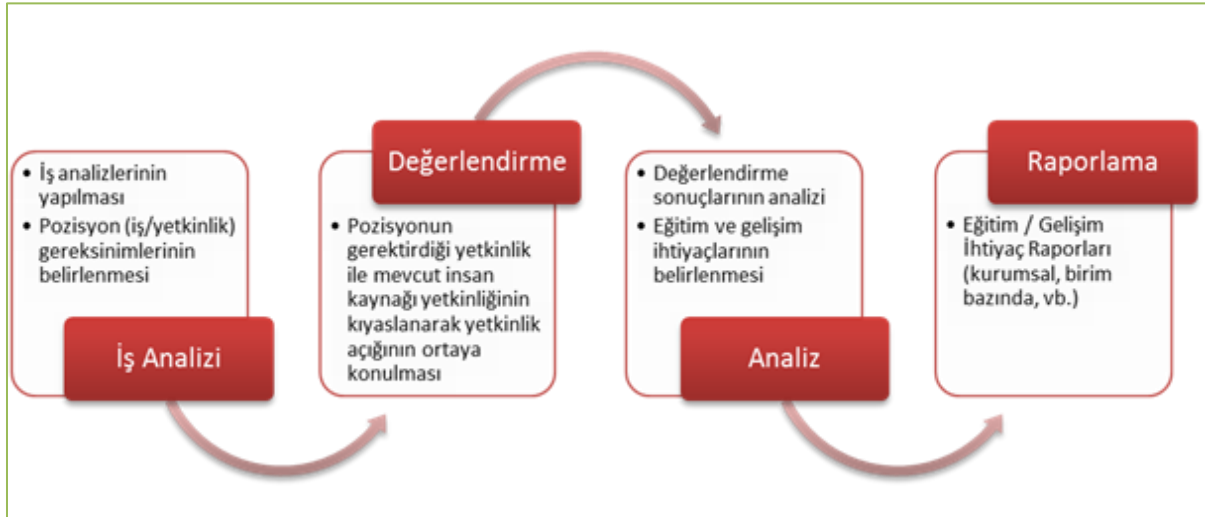 • İş analizlerinin
yapılması
• Pozisyon (iş/yetkinlik)
gereksinimlerinin
belirlenmesi
İş Analizi
Değerlendirme
• Pozisyonun
gerektirdiği yetkinlik
ile mevcut insan
kaynağı yetkinliğinin
kıyaslanarak yetkinlik
açığının ortaya
konulması
• Değerlendirme
sonuçlarının analizi
• Eğitim ve gelişim
ihtiyaçlarının
belirlenmesi
Analiz
Raporlama
• Eğitim / Gelişim
İhtiyaç Raporları
(kurumsal, birim
bazında, vb.)